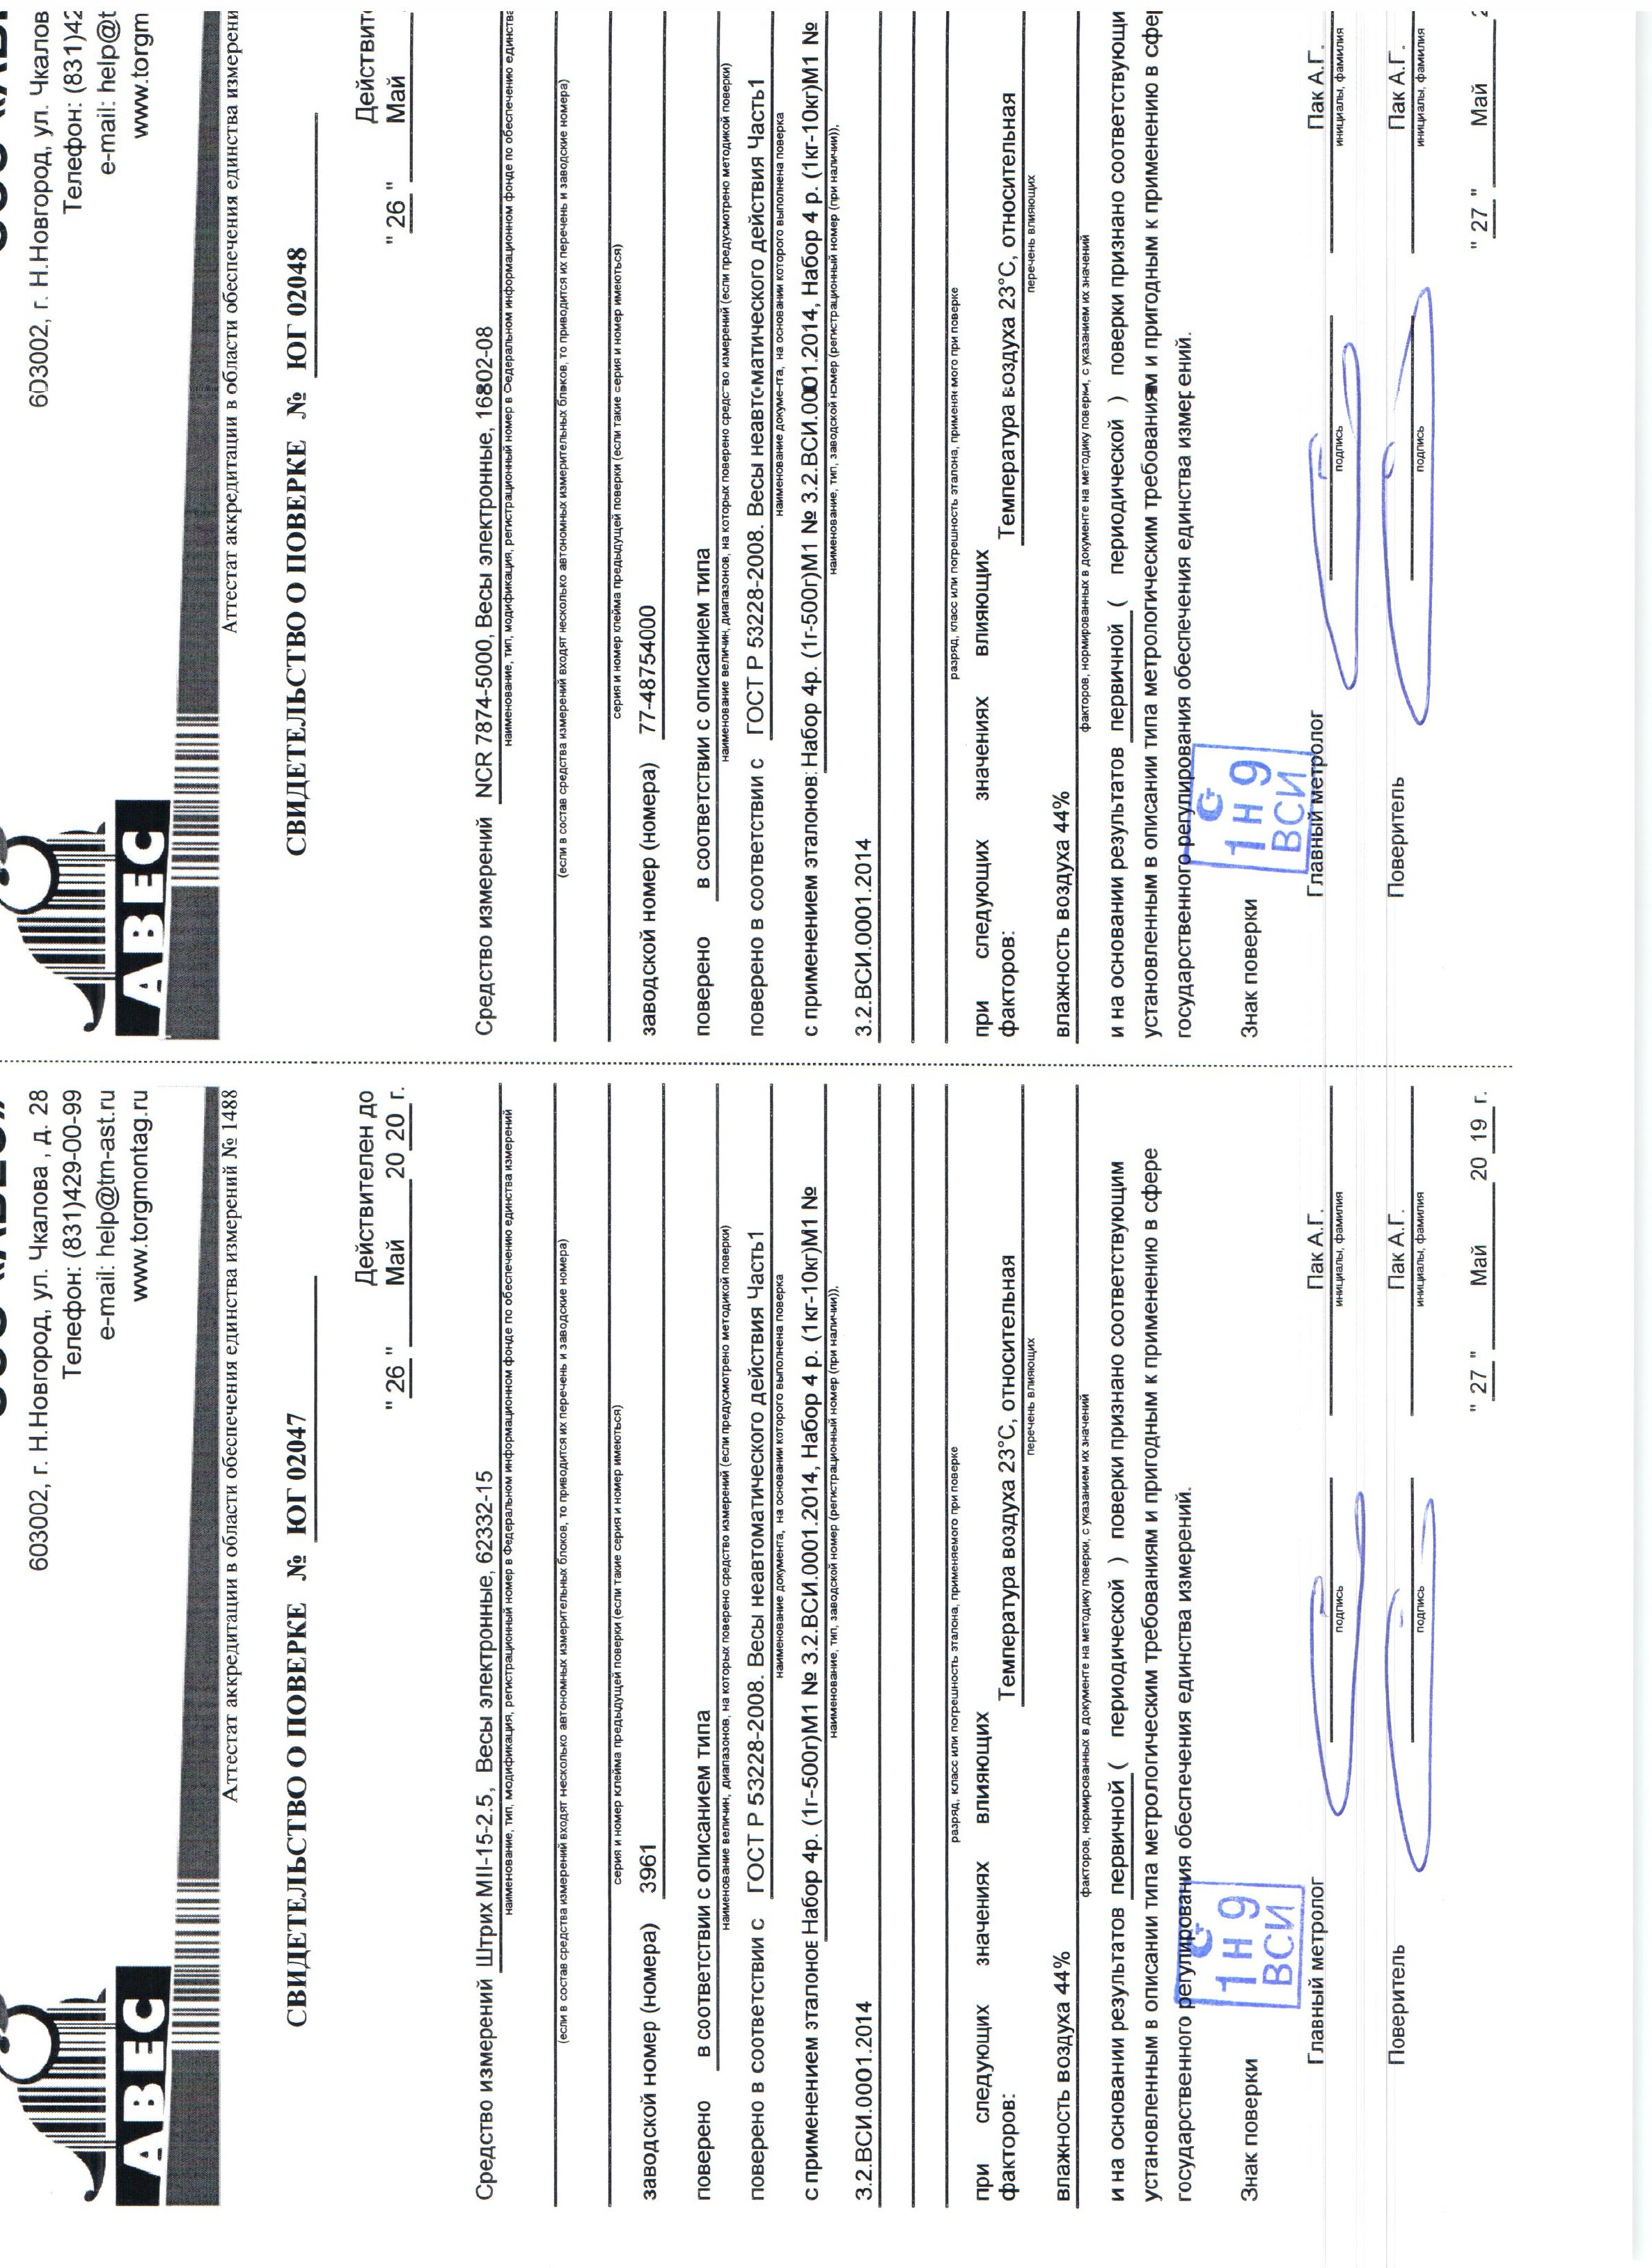 603002, г. Н.Новгород, ул. Чкалова , д. 28
Телефон: (831)429-00-99
e-mail: help@tm-ast.ru
www.torgmontag.ru
АВЕС
Аттестат аккредитации в области обеспечения единства измерений № 1488
СВИДЕТЕЛЬСТВО О ПОВЕРКЕ № ЮГ 02047
Действителен до
" 26 " Май 20 20 г.
Средство измерений Штрих МII-15-2.5, Весы электронные, 62332-15
наименование, тип, модификация, регистрационный номер в Федеральном информационном фонде по обеспечению единства измерений
(если в состав средства измерений входят несколько автономных измерительных блоков, то приводится их перечень и заводские номера)
серия и номер клейма предыдущей поверки (если такие серия и номер имеются)
заводской номер (номера) 3961
поверено в соответствии с описанием типа
наименование величин, диапазонов, на которых поверено средство измерений (если предусмотрено методикой поверки)
поверено в соответствии с ГОСТ Р 53228-2008. Весы неавтоматического действия Часть1
наименование документа, на основании которого выполнена поверка
с применением эталонов Набор 4р. (1г-500г)М1 № 3.2.ВСИ.0001.2014, Набор 4 р. (1кг-10кг)М1 №
наименование, тип, заводской номер (регистрационный номер (при наличии)),
3.2.ВСИ.0001.2014
разряд, класс или погрешность эталона, применяемого при поверке
при следующих значениях влияющих
факторов: Температура воздуха 23°С, относительная
перечень влияющих
влажность воздуха 44%
факторов, нормированных в документе на методику поверки, с указанием их значений
и на основании результатов первичной ( периодической ) поверки признано соответствующим
установленным в описании типа метрологическим требованиям и пригодным к применению в сфере
государственного регулирования обеспечения единства измерений.
Знак поверки
1н9
ВСИ
Главный метролог Пак А.Г.
подпись инициалы, фамилия
Поверитель Пак А.Г.
подпись инициалы, фамилия
" 27 " Май 20 19 г.
603002, г. Н.Новгород, ул. Чкалов
Телефон: (831)42
e-mail: help@t
www.torgm
АВЕС
Аттестат аккредитации в области обеспечения единства измерени
СВИДЕТЕЛЬСТВО О ПОВЕРКЕ № ЮГ 02048
Действит
" 26 " Май
Средство измерений NCR 7874-5000, Весы электронные, 16802-08
наименование, тип, модификация, регистрационный номер в Федеральном информационном фонде по обеспечению единства
(если в состав средства измерений входят несколько автономных измерительных блоков, то приводится их перечень и заводские номера)
серия и номер клейма предыдущей поверки (если такие серия и номер имеются)
заводской номер (номера) 77-48754000
поверено в соответствии с описанием типа
наименование величин, диапазонов, на которых поверено средство измерений (если предусмотрено методикой поверки)
поверено в соответствии с ГОСТ Р 53228-2008. Весы неавтоматического действия Часть1
наименование документа, на основании которого выполнена поверка
с применением эталонов: Набор 4р. (1г-500г)М1 № 3.2.ВСИ.0001.2014, Набор 4 р. (1кг-10кг)М1 №
наименование, тип, заводской номер (регистрационный номер (при наличии)),
3.2.ВСИ.0001.2014
разряд, класс или погрешность эталона, применяемого при поверке
при следующих значениях влияющих
факторов: Температура воздуха 23°С, относительная
перечень влияющих
влажность воздуха 44%
факторов, нормированных в документе на методику поверки, с указанием их значений
и на основании результатов первичной ( периодической ) поверки признано соответствующи
установленным в описании типа метрологическим требованиям и пригодным к применению в сфе
государственного регулирования обеспечения единства измерений.
Знак поверки
1н9
ВСИ
Главный метролог Пак А.Г.
подпись инициалы, фамилия
Поверитель Пак А.Г.
подпись инициалы, фамилия
" 27 " Май 2